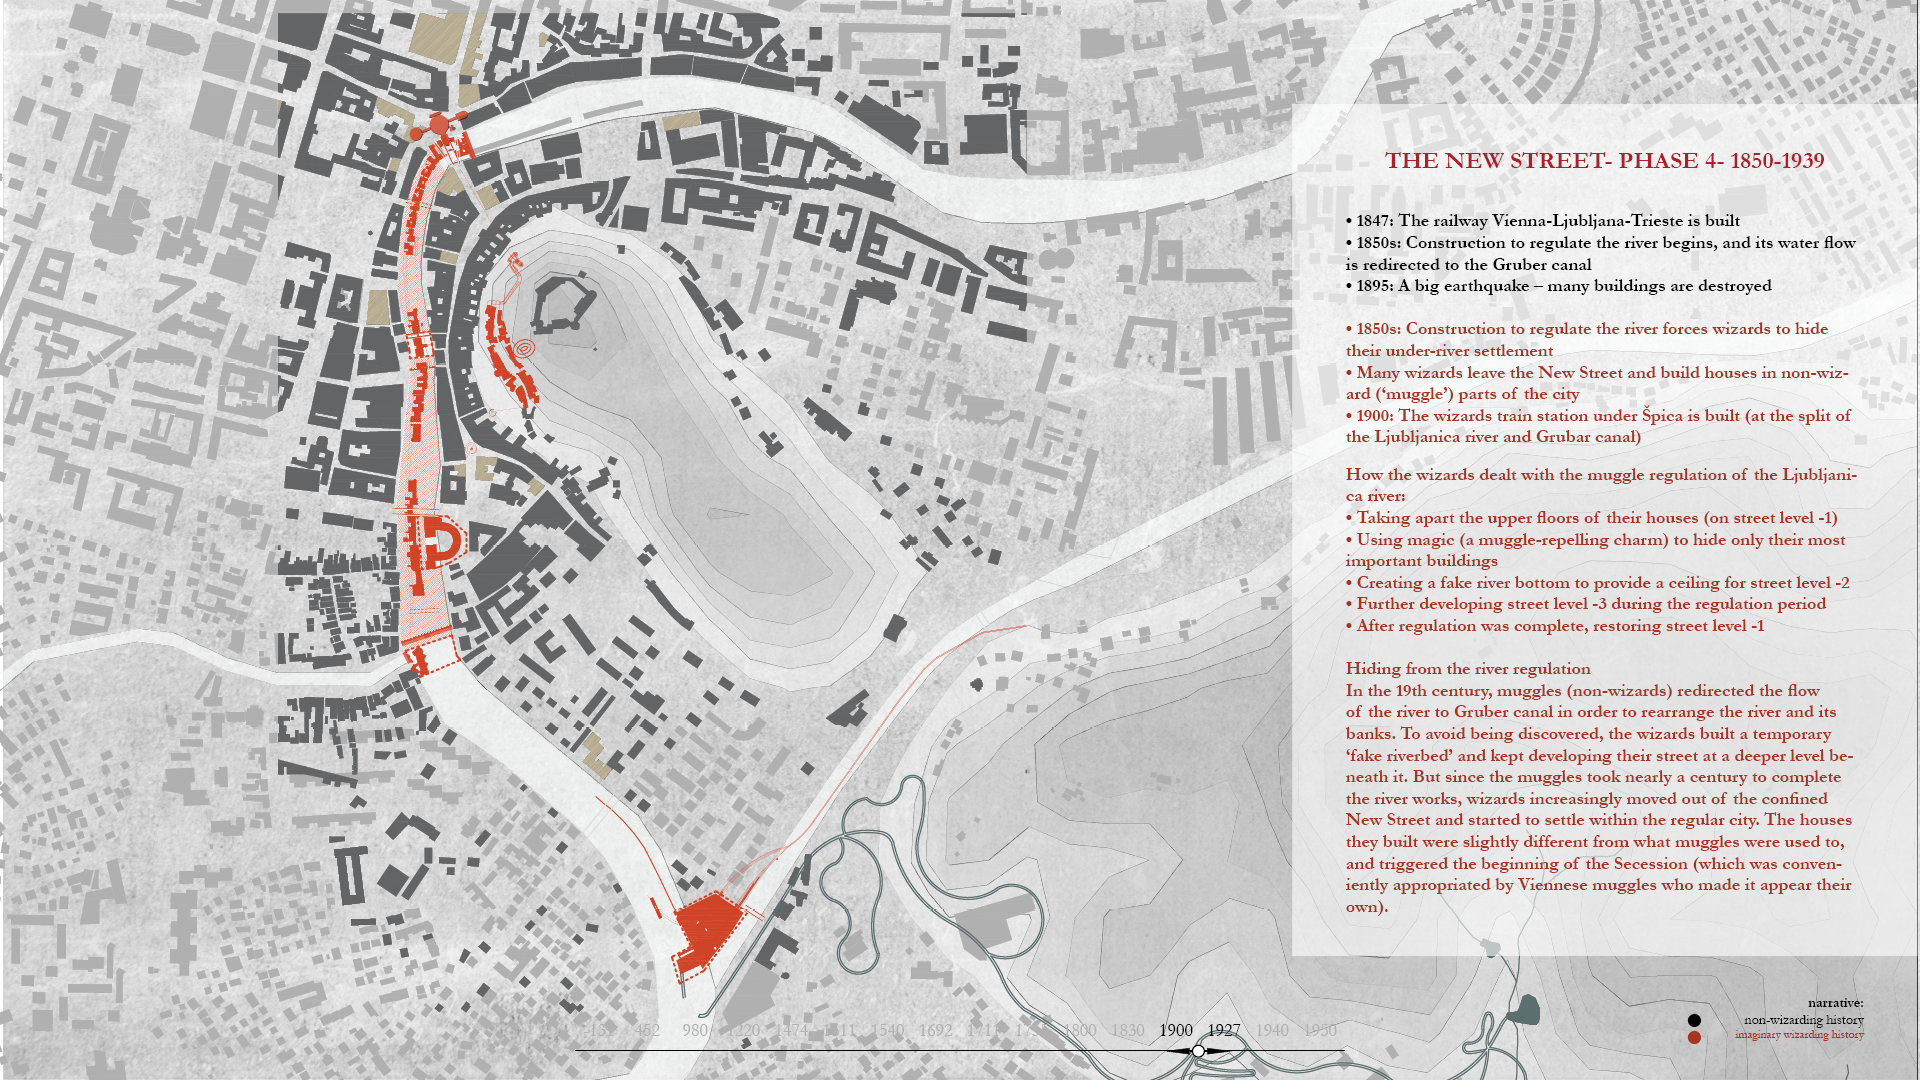 THE NEW STREET- PHASE 4- 1850-1939
• 1847: The railway Vienna-Ljubljana-Trieste is built
• 1850s: Construction to regulate the river begins, and its water flow
is redirected to the Gruber canal
• 1895: A big earthquake – many buildings are destroyed
• 1850s: Construction to regulate the river forces wizards to hide
their under-river settlement
• Many wizards leave the New Street and build houses in non-wiz-
ard (‘muggle’) parts of the city
• 1900: The wizards train station under Špica is built (at the split of
the Ljubljanica river and Grubar canal)
How the wizards dealt with the muggle regulation of the Ljubljani-
ca river:
• Taking apart the upper floors of their houses (on street level -1)
• Using magic (a muggle-repelling charm) to hide only their most
important buildings
• Creating a fake river bottom to provide a ceiling for street level -2
• Further developing street level -3 during the regulation period
• After regulation was complete, restoring street level -1
Hiding from the river regulation
In the 19th century, muggles (non-wizards) redirected the flow
of the river to Gruber canal in order to rearrange the river and its
banks. To avoid being discovered, the wizards built a temporary
‘fake riverbed’ and kept developing their street at a deeper level be-
neath it. But since the muggles took nearly a century to complete
the river works, wizards increasingly moved out of the confined
New Street and started to settle within the regular city. The houses
they built were slightly different from what muggles were used to,
and triggered the beginning of the Secession (which was conven-
iently appropriated by Viennese muggles who made it appear their
own).
narrative:
non-wizarding history
imaginary wizarding history
452 980 1220 1474 1511 1540 1692 1800 1830 1900 1927 1940 1950